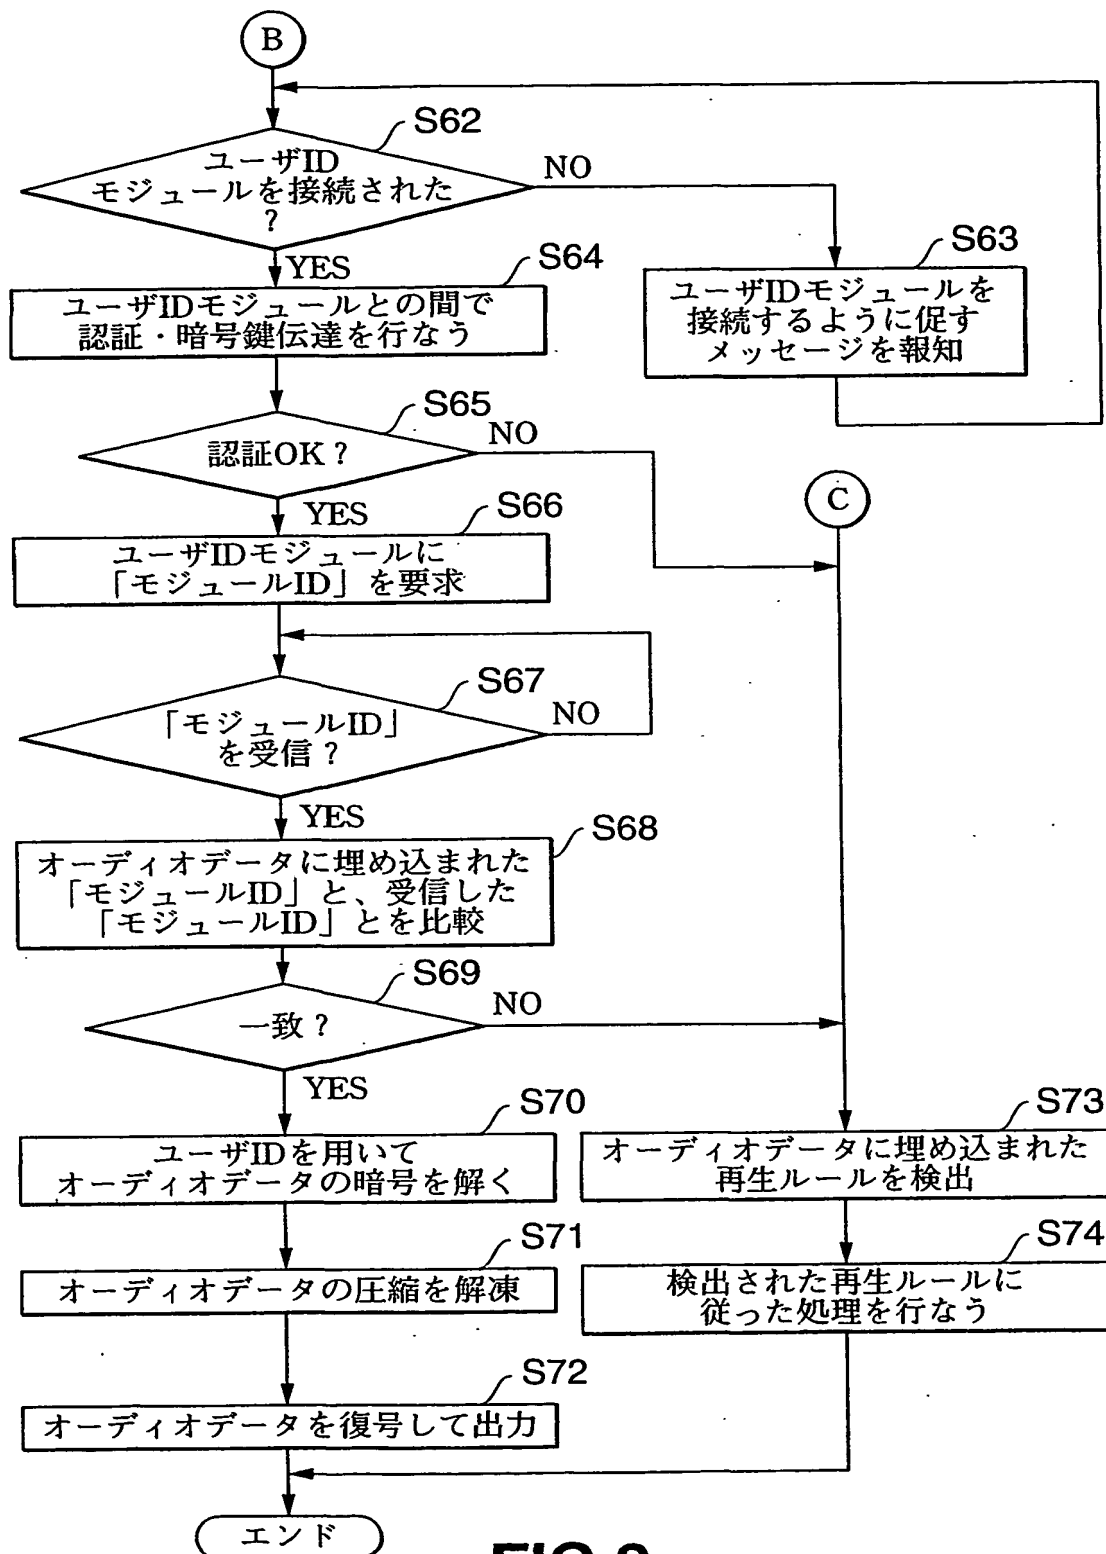 B
S62
ユーザID
モジュールを接続された
?
NO
YES
S63
ユーザIDモジュールを
接続するように促す
メッセージを報知
S64
ユーザIDモジュールとの間で
認証・暗号鍵伝達を行なう
S65
認証OK?
NO
YES
C
S66
ユーザIDモジュールに
「モジュールID」を要求
S67
「モジュールID」
を受信?
NO
YES
S68
オーディオデータに埋め込まれた
「モジュールID」と、受信した
「モジュールID」とを比較
S69
一致?
NO
YES
S70
ユーザIDを用いて
オーディオデータの暗号を解く
S71
オーディオデータの圧縮を解凍
S72
オーディオデータを復号して出力
S73
オーディオデータに埋め込まれた
再生ルールを検出
S74
検出された再生ルールに
従った処理を行なう
エンド